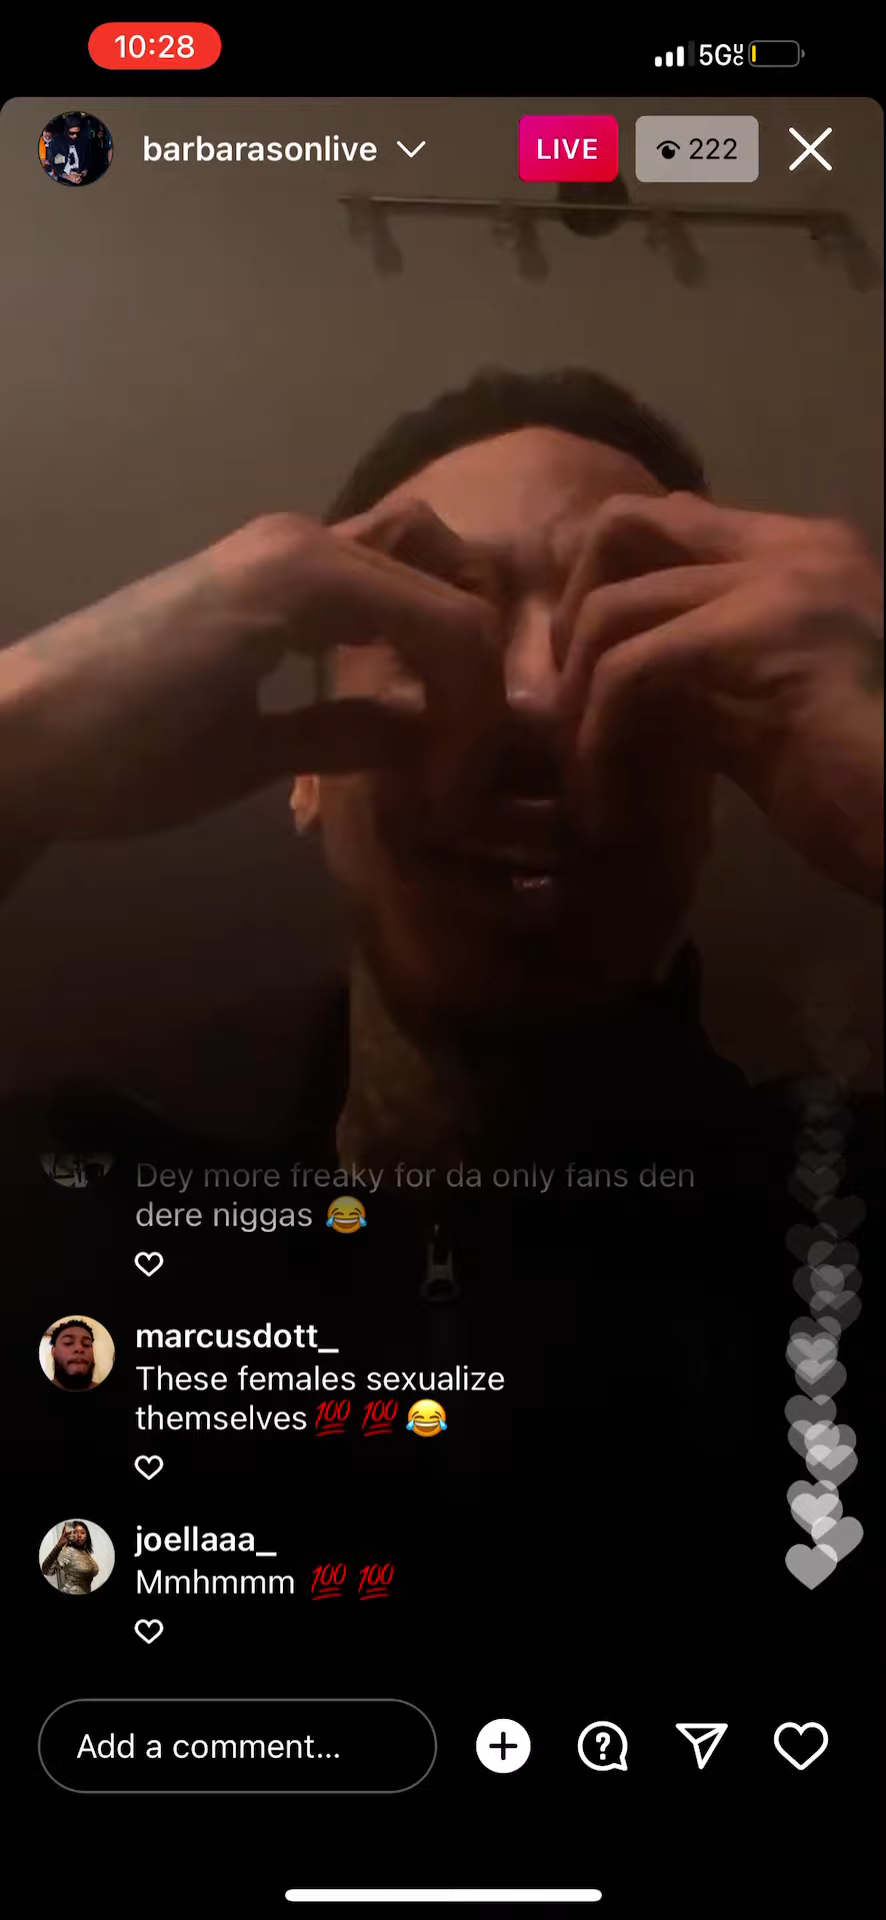 10:28
5GUC
barbarasonlive
LIVE
222
Dey more freaky for da only fans den
dere niggas 😂
marcusdott_
These females sexualize
themselves 💯 💯 😂
joellaaa_
Mmhmmm 💯 💯
Add a comment...